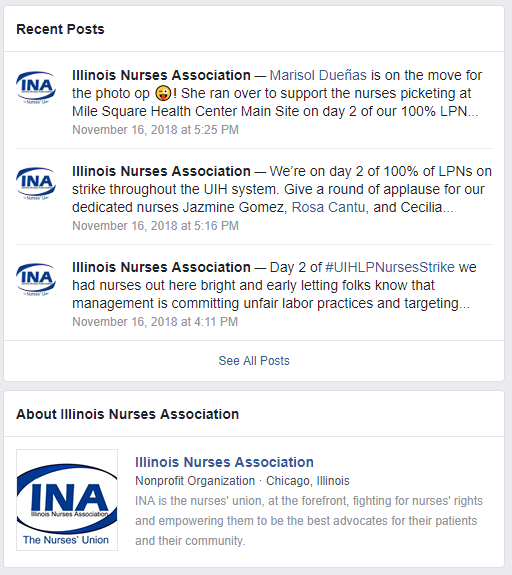 Recent Posts
INA
Illinois Nurses Association — Marisol Dueñas is on the move for
the photo op 😜! She ran over to support the nurses picketing at
Mile Square Health Center Main Site on day 2 of our 100% LPN...
November 16, 2018 at 5:25 PM
INA
Illinois Nurses Association — We're on day 2 of 100% of LPNs on
strike throughout the UIH system. Give a round of applause for our
dedicated nurses Jazmine Gomez, Rosa Cantu, and Cecilia...
November 16, 2018 at 5:16 PM
INA
Illinois Nurses Association — Day 2 of #UIHLPNursesStrike we
had nurses out here bright and early letting folks know that
management is committing unfair labor practices and targeting...
November 16, 2018 at 4:11 PM
See All Posts
About Illinois Nurses Association
INA
Illinois Nurses Association
The Nurses' Union
Illinois Nurses Association
Nonprofit Organization · Chicago, Illinois
INA is the nurses' union, at the forefront, fighting for nurses' rights
and empowering them to be the best advocates for their patients
and their community.